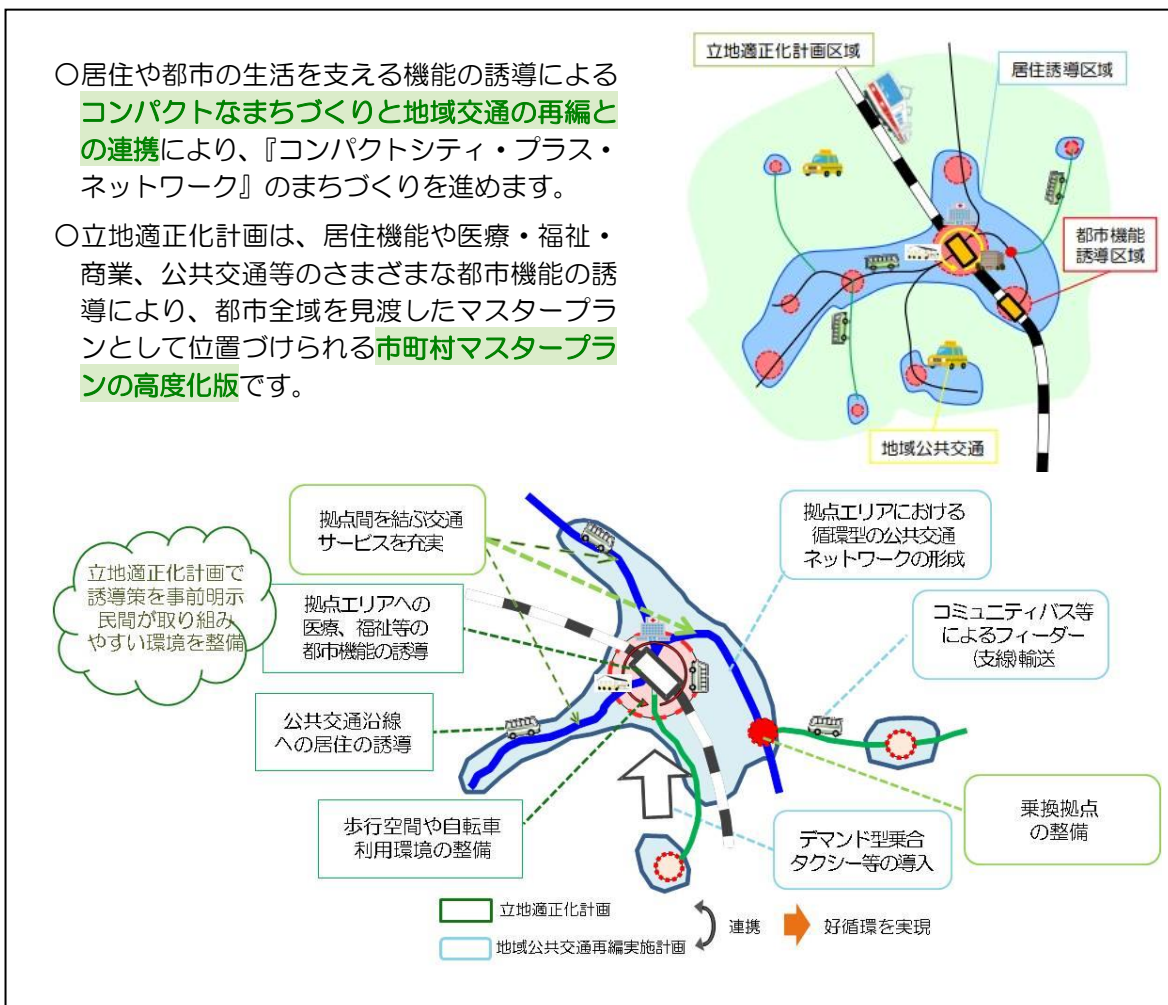 〇居住や都市の生活を支える機能の誘導による
コンパクトなまちづくりと地域交通の再編と
の連携により、『コンパクトシティ・プラス・
ネットワーク』のまちづくりを進めます。
〇立地適正化計画は、居住機能や医療・福祉・
商業、公共交通等のさまざまな都市機能の誘
導により、都市全域を見渡したマスタープラ
ンとして位置づけられる市町村マスタープラ
ンの高度化版です。
立地適正化計画区域
居住誘導区域
都市機能
誘導区域
地域公共交通
立地適正化計画で
誘導策を事前明示
民間が取り組み
やすい環境を整備
拠点間を結ぶ交通
サービスを充実
拠点エリアへの
医療、福祉等の
都市機能の誘導
公共交通沿線
への居住の誘導
歩行空間や自転車
利用環境の整備
拠点エリアにおける
循環型の公共交通
ネットワークの形成
コミュニティバス等
によるフィーダー
(支線)輸送
乗換拠点
の整備
デマンド型乗合
タクシー等の導入
立地適正化計画
地域公共交通再編実施計画
連携
好循環を実現